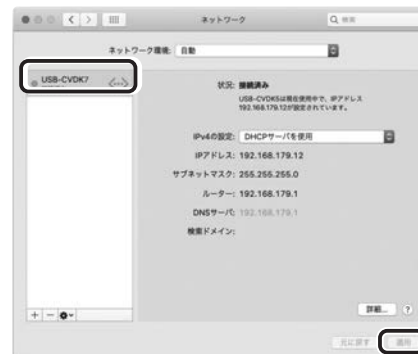 ネットワーク
検索
ネットワーク環境: 自動
USB-CVDK7
状況: 接続済み
USB-CVDK5は現在使用中で、IPアドレス
192.168.179.12が設定されています。
IPv4の設定: DHCPサーバを使用
IPアドレス: 192.168.179.12
サブネットマスク: 255.255.255.0
ルーター: 192.168.179.1
DNSサーバ: 192.168.179.1
検索ドメイン:
詳細... ?
元に戻す 適用